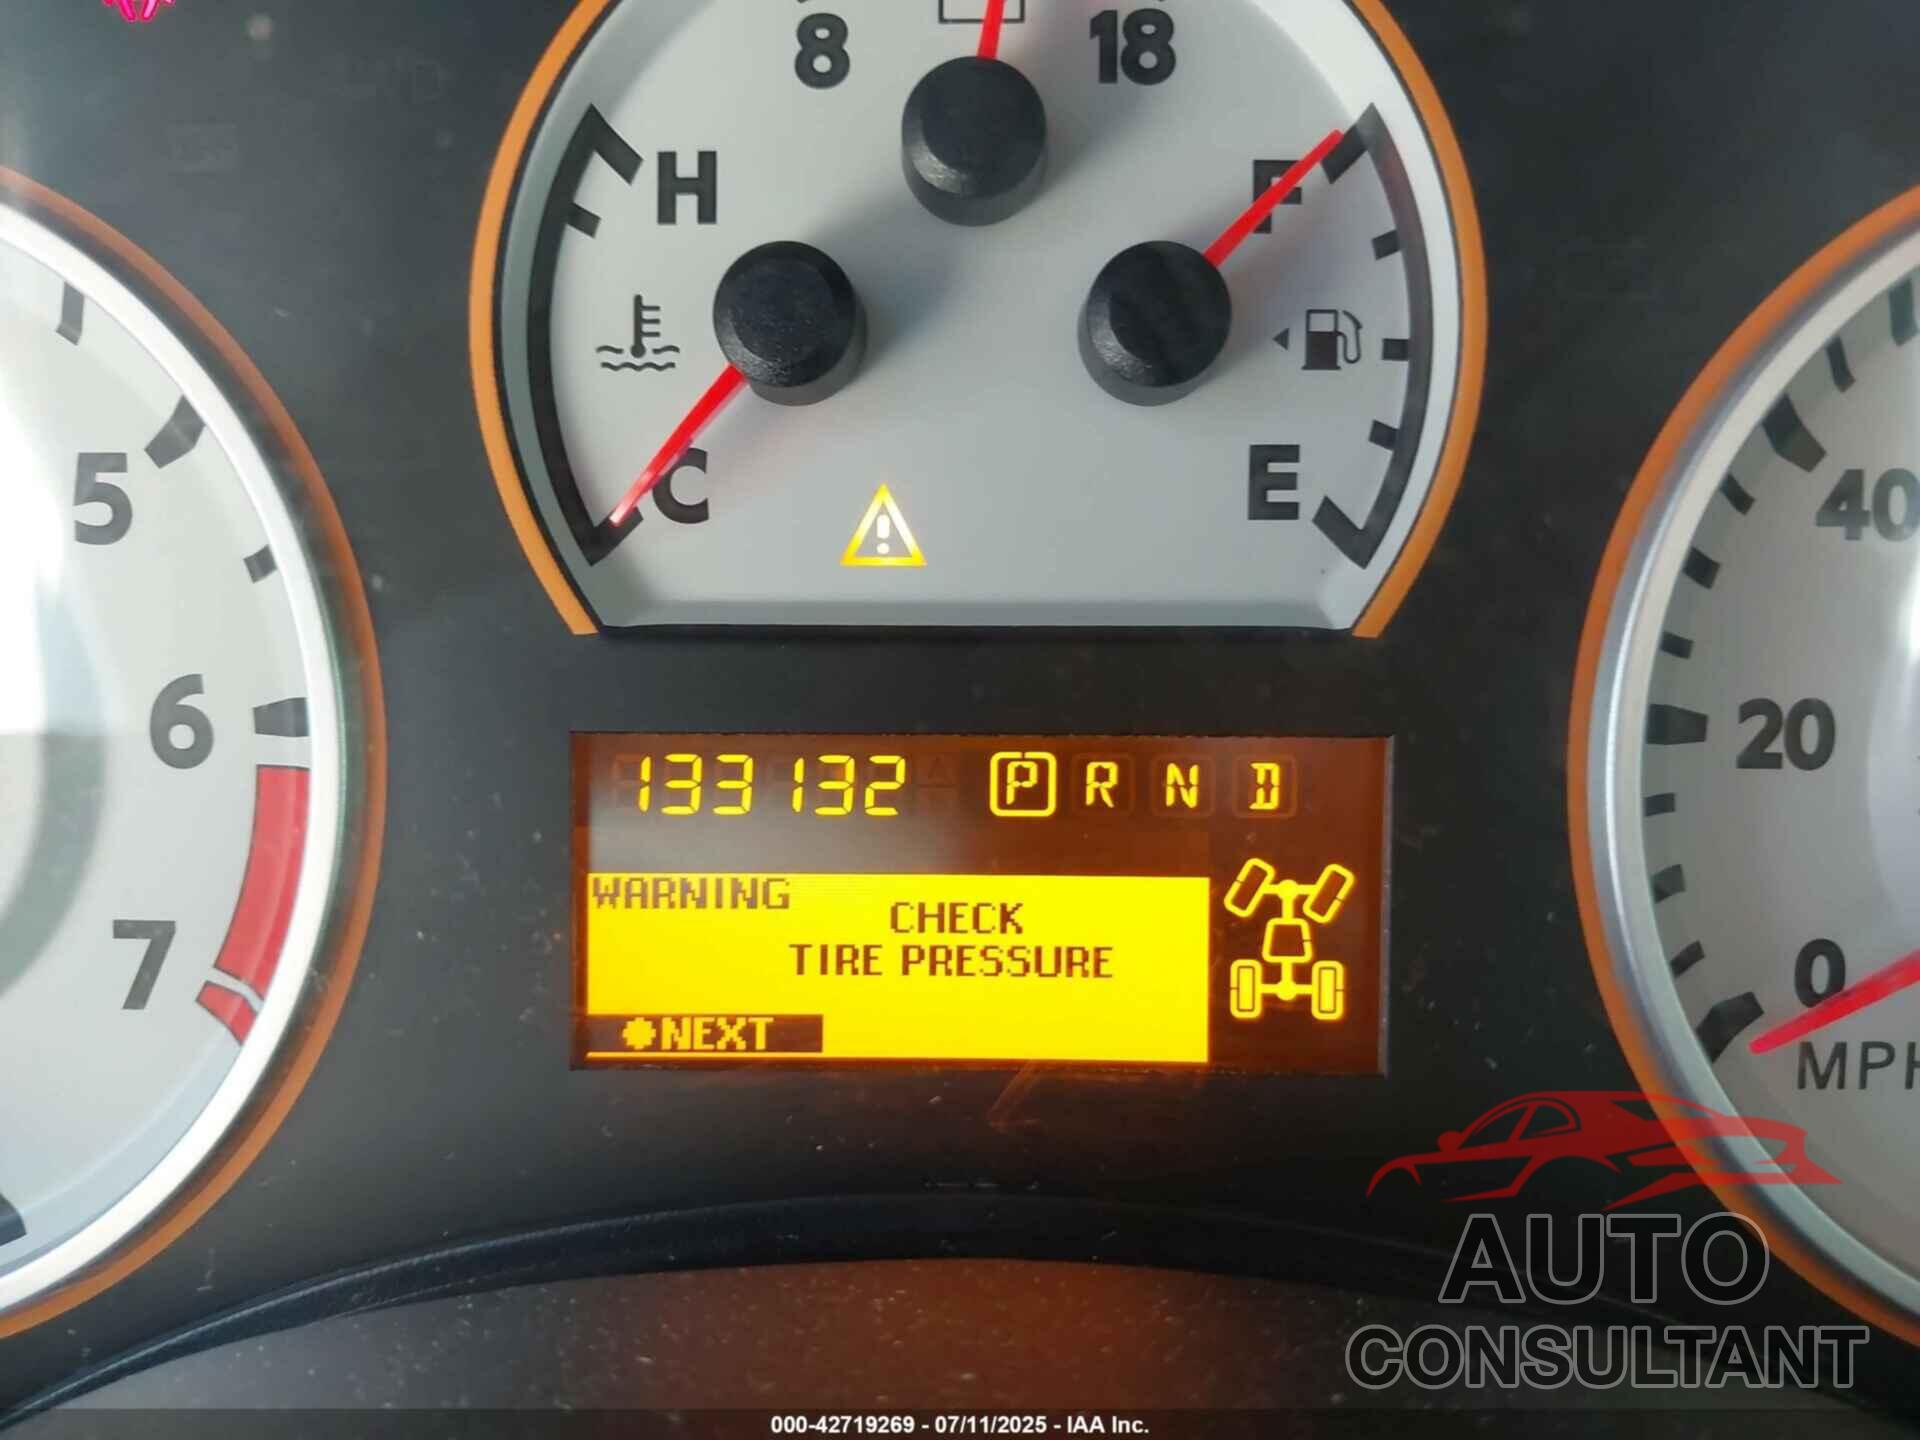 8 18
H F
C E
5
6
7
40
20
0
MPH
133132 P R N D
WARNING
CHECK
TIRE PRESSURE
NEXT
AUTO
CONSULTANT
000-42719269 - 07/11/2025 - IAA Inc.